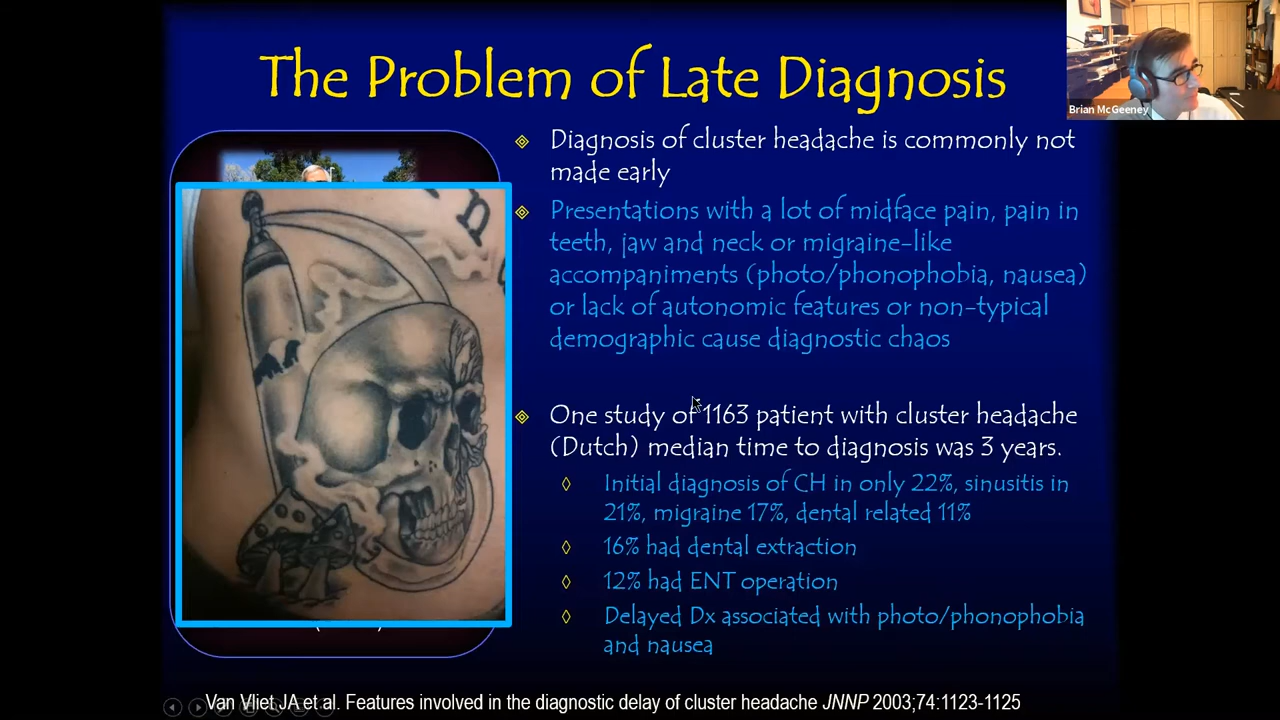 The Problem of Late Diagnosis
Brian McGeeney
Diagnosis of cluster headache is commonly not
made early
Presentations with a lot of midface pain, pain in
teeth, jaw and neck or migraine-like
accompaniments (photo/phonophobia, nausea)
or lack of autonomic features or non-typical
demographic cause diagnostic chaos
One study of 1163 patient with cluster headache
(Dutch) median time to diagnosis was 3 years.
Initial diagnosis of CH in only 22%, sinusitis in
21%, migraine 17%, dental related 11%
16% had dental extraction
12% had ENT operation
Delayed Dx associated with photo/phonophobia
and nausea
Van Vliet JA et al. Features involved in the diagnostic delay of cluster headache JNNP 2003;74:1123-1125